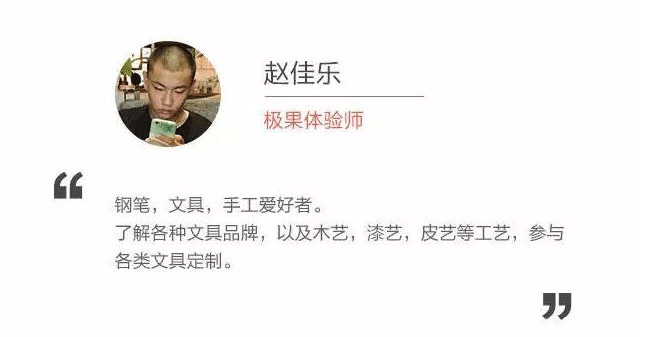 赵佳乐
极果体验师
钢笔，文具，手工爱好者。
了解各种文具品牌，以及木艺，漆艺，皮艺等工艺，参与
各类文具定制。